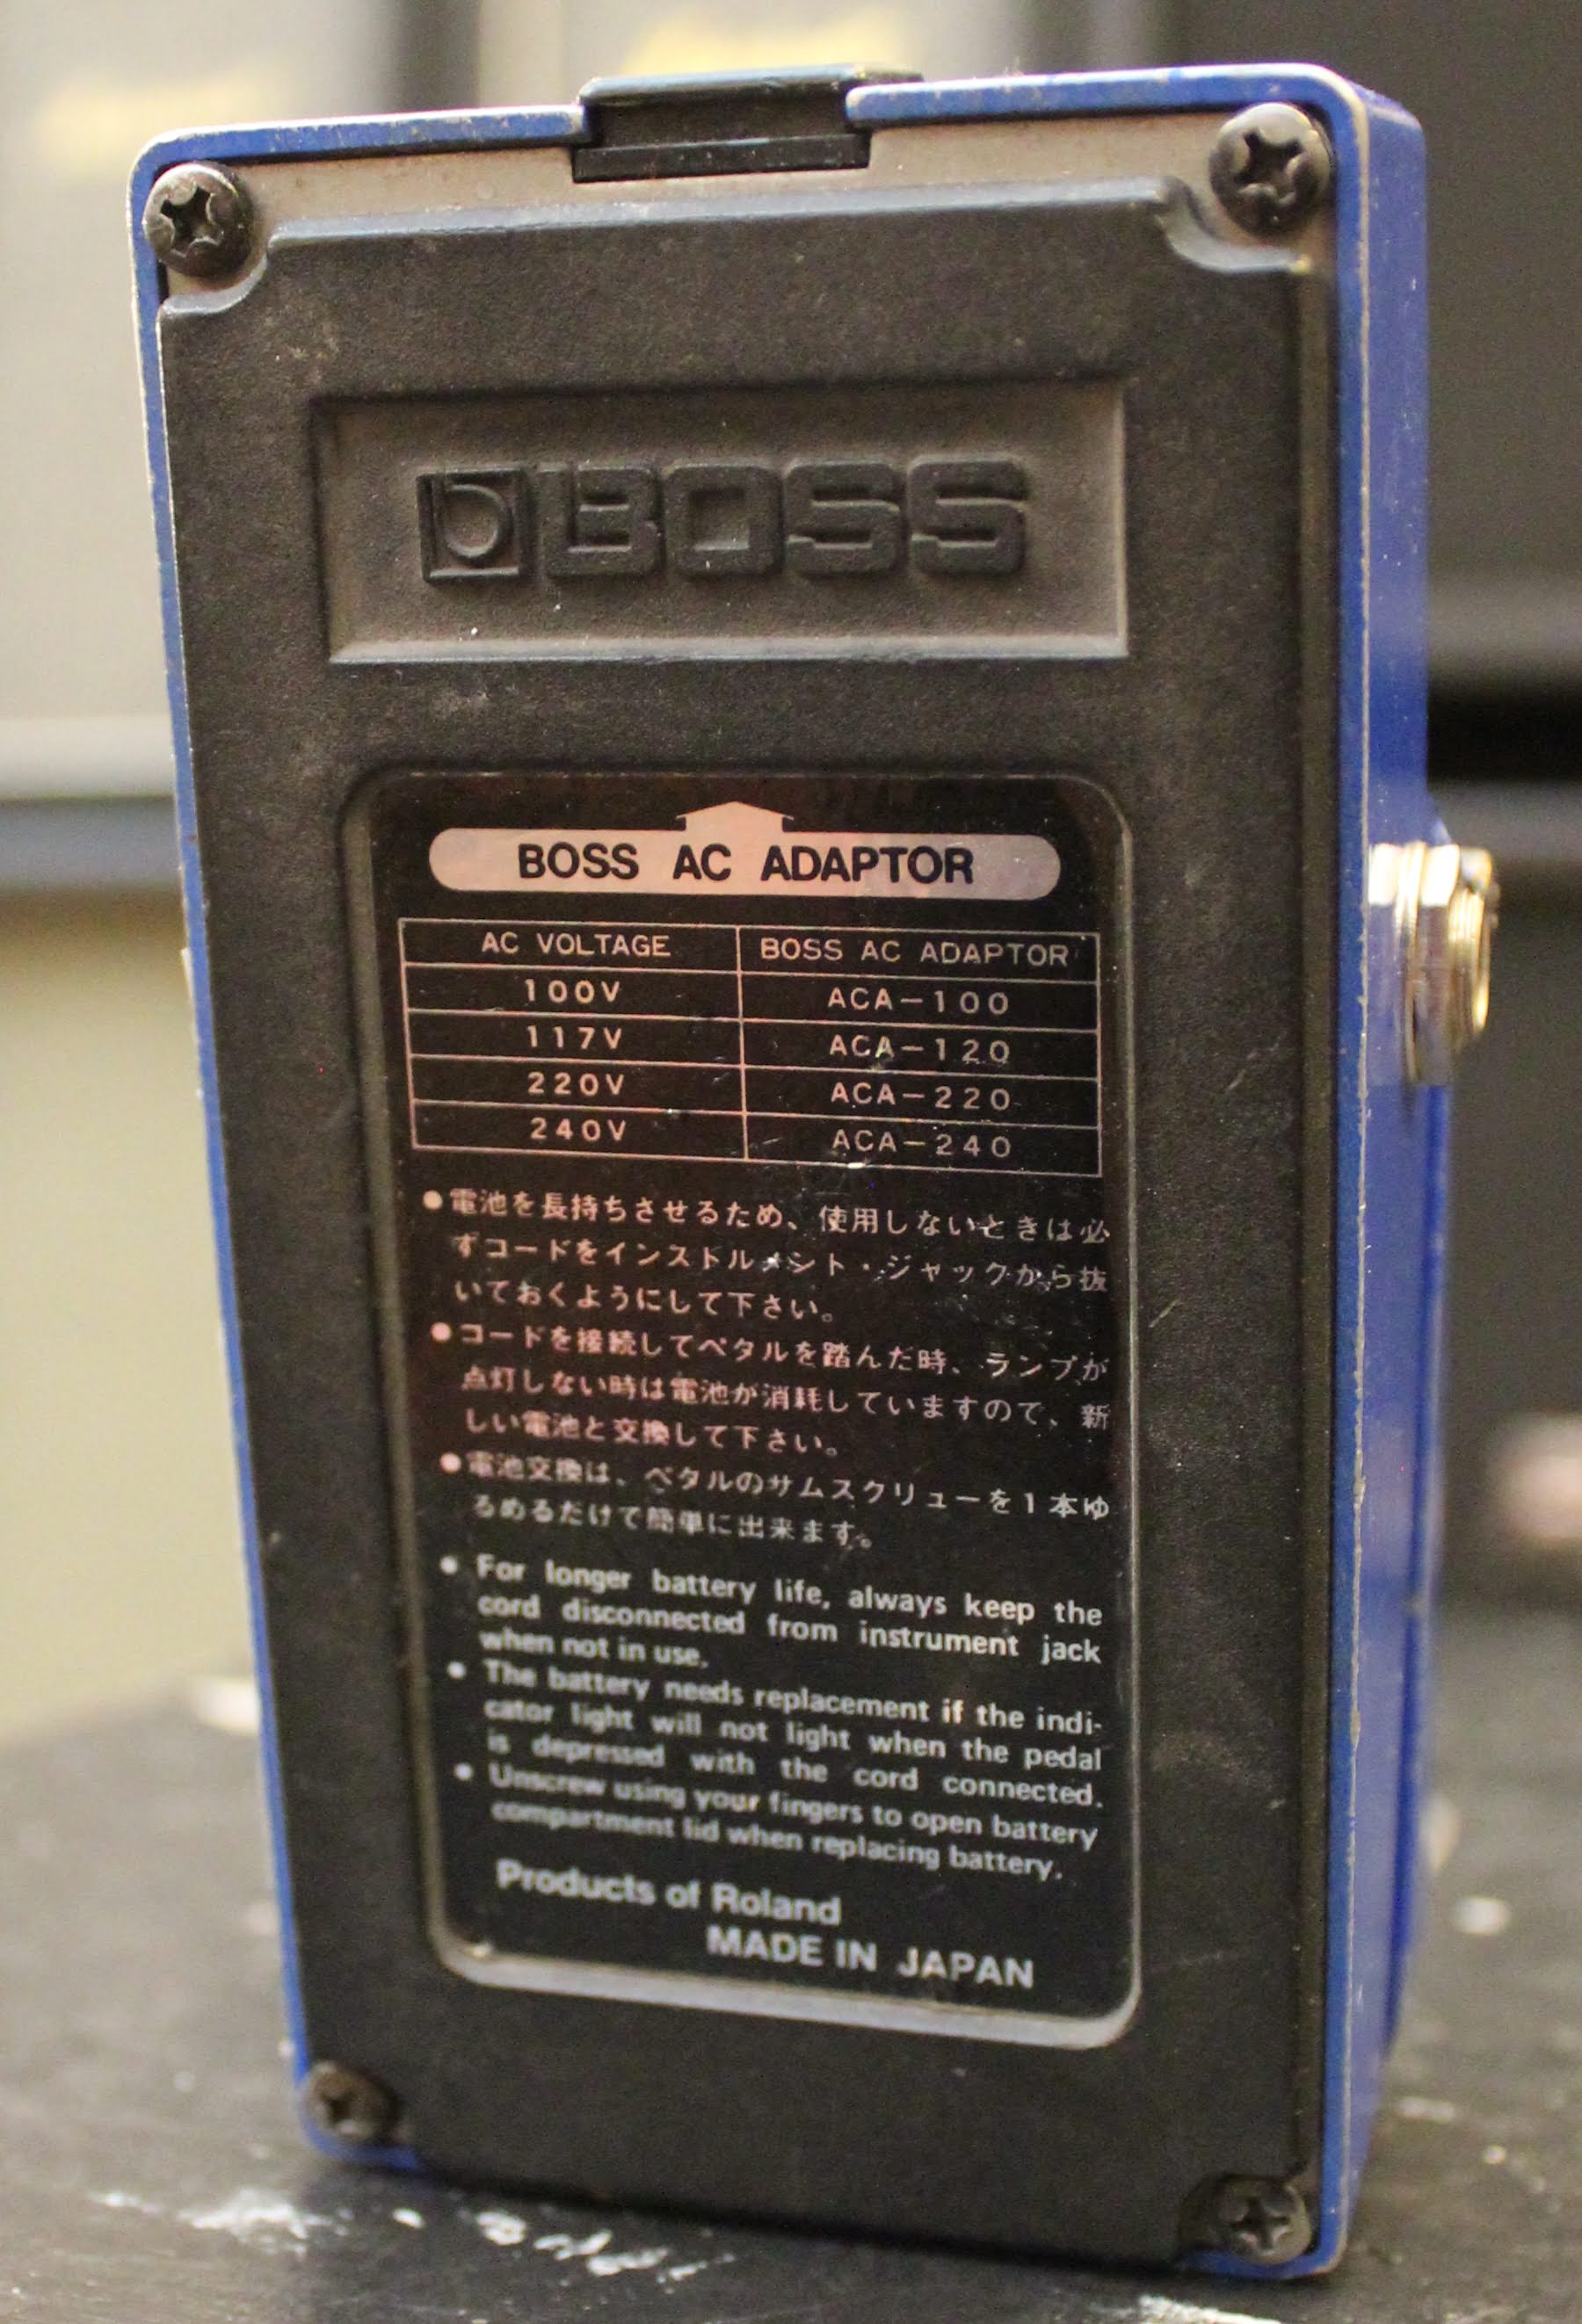 BOSS
BOSS AC ADAPTOR
AC VOLTAGE BOSS AC ADAPTOR
100V ACA-100
117V ACA-120
220V ACA-220
240V ACA-240
●電池を長持ちさせるため、使用しないときは必
ずコードをインストルメント・ジャックから抜
いておくようにして下さい。
●コードを接続してペタルを踏んだ時、ランプが
点灯しない時は電池が消耗していますので、新
しい電池と交換して下さい。
●電池交換は、ペタルのサムスクリューを1本ゆ
るめるだけで簡単に出来ます。
● For longer battery life, always keep the
cord disconnected from instrument jack
when not in use.
● The battery needs replacement if the indi-
cator light will not light when the pedal
is depressed with the cord connected.
● Unscrew using your fingers to open battery
compartment lid when replacing battery.
Products of Roland
MADE IN JAPAN